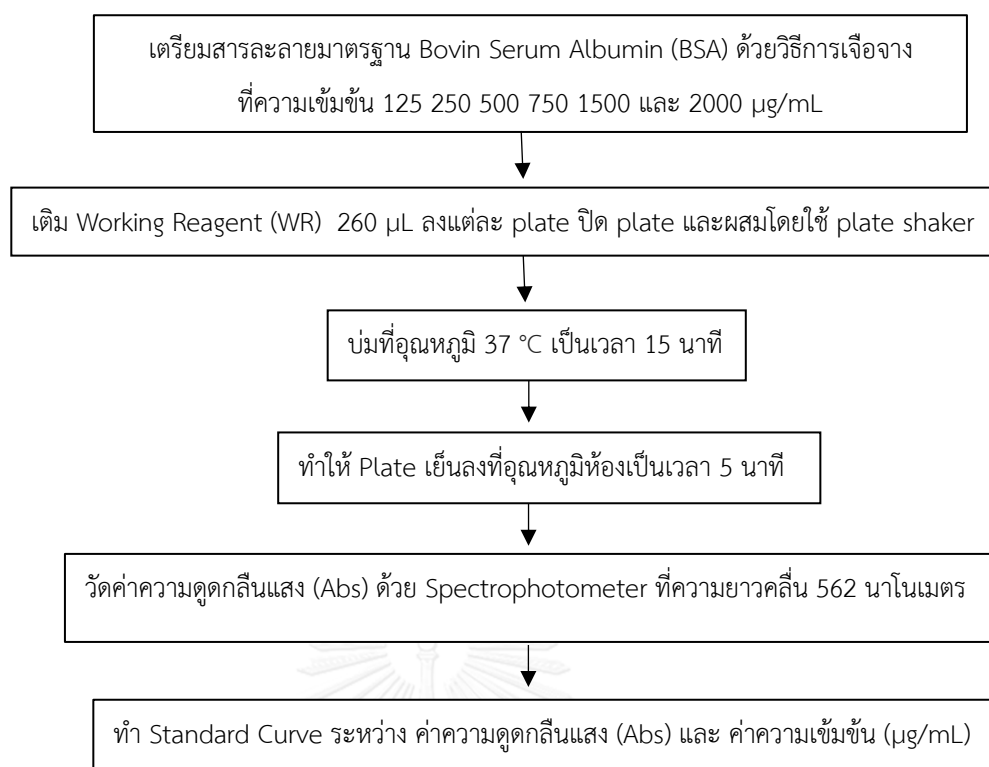 เตรียมสารละลายมาตรฐาน Bovin Serum Albumin (BSA) ด้วยวิธีการเจือจาง
ที่ความเข้มข้น 125 250 500 750 1500 และ 2000 µg/mL
เติม Working Reagent (WR) 260 µL ลงแต่ละ plate ปิด plate และผสมโดยใช้ plate shaker
บ่มที่อุณหภูมิ 37 °C เป็นเวลา 15 นาที
ทำให้ Plate เย็นลงที่อุณหภูมิห้องเป็นเวลา 5 นาที
วัดค่าความดูดกลืนแสง (Abs) ด้วย Spectrophotometer ที่ความยาวคลื่น 562 นาโนเมตร
ทำ Standard Curve ระหว่าง ค่าความดูดกลืนแสง (Abs) และ ค่าความเข้มข้น (µg/mL)